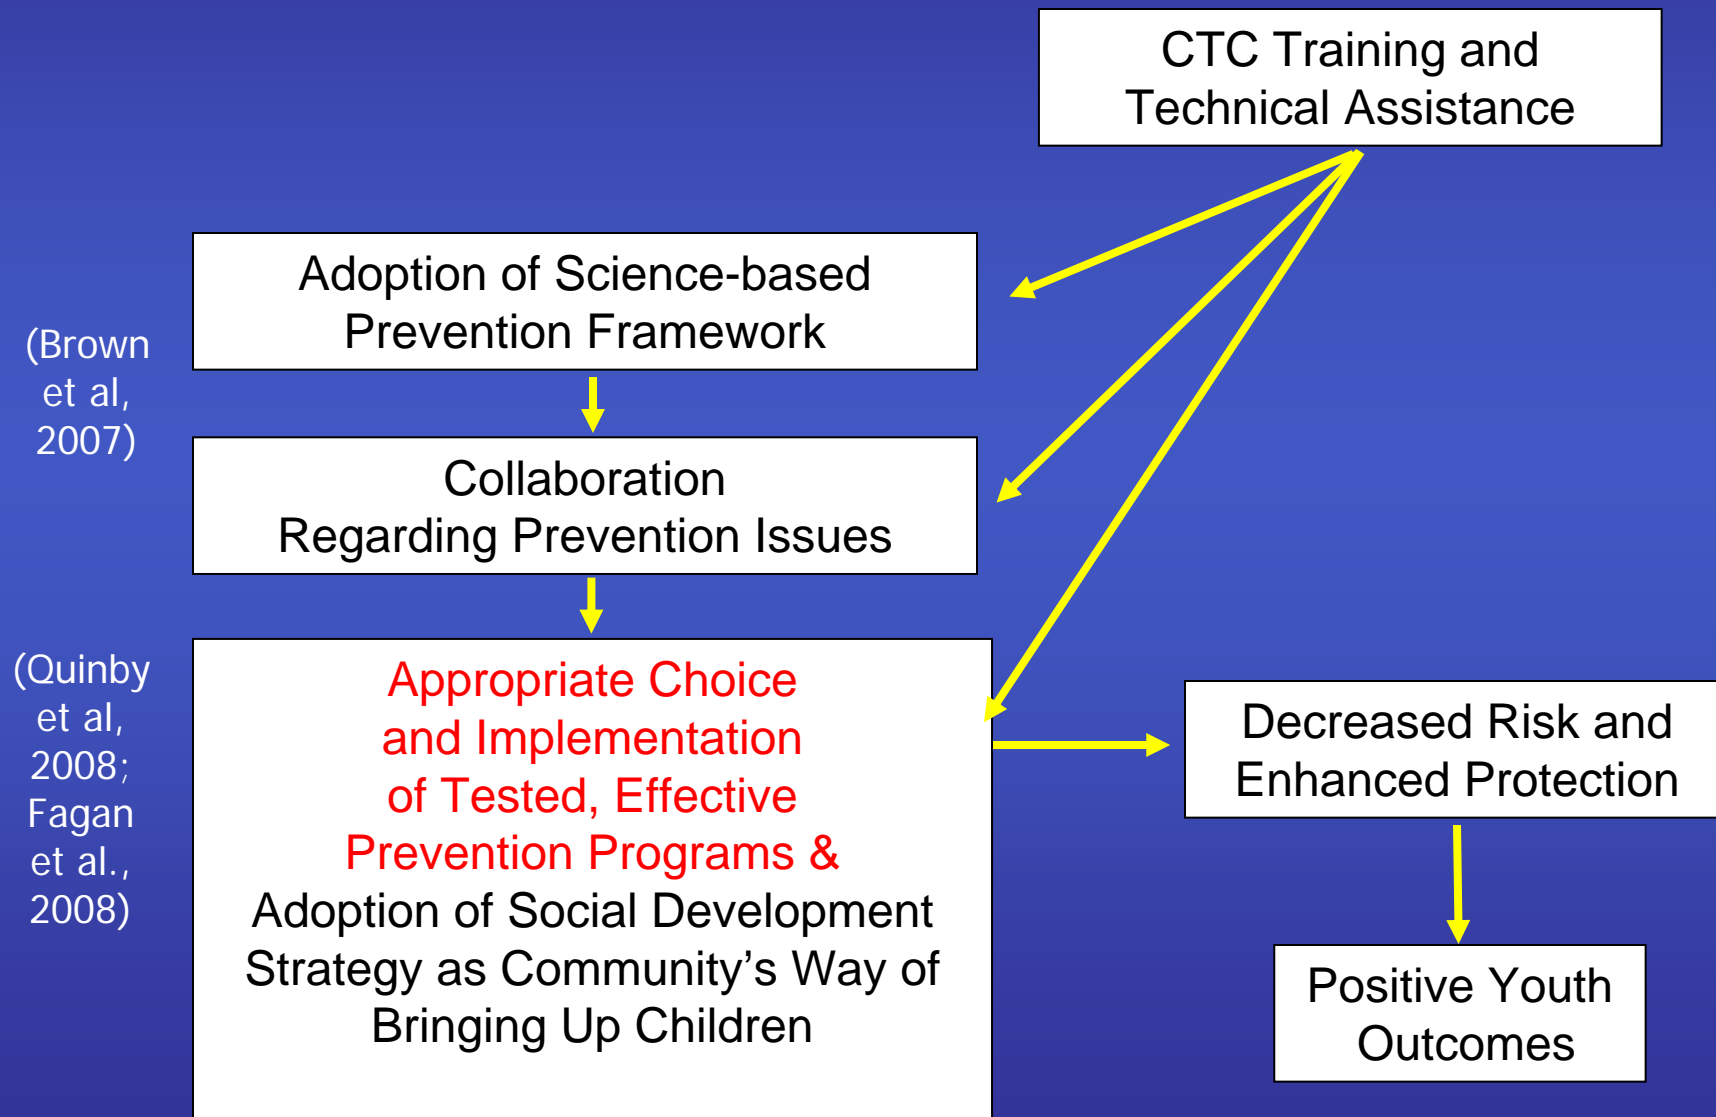 CTC Training and
Technical Assistance
Adoption of Science-based
Prevention Framework
(Brown
et al,
2007)
Collaboration
Regarding Prevention Issues
(Quinby
et al,
2008;
Fagan
et al.,
2008)
Appropriate Choice
and Implementation
of Tested, Effective
Prevention Programs &
Adoption of Social Development
Strategy as Community’s Way of
Bringing Up Children
Decreased Risk and
Enhanced Protection
Positive Youth
Outcomes